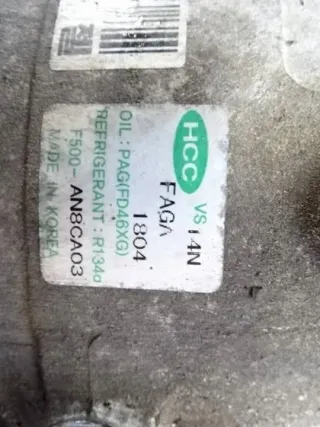 HCC VS14N
FAGA
1804
OIL : PAG(FD46XG)
REFRIGERANT : R134a
F500-AN8CA03
MADE IN KOREA